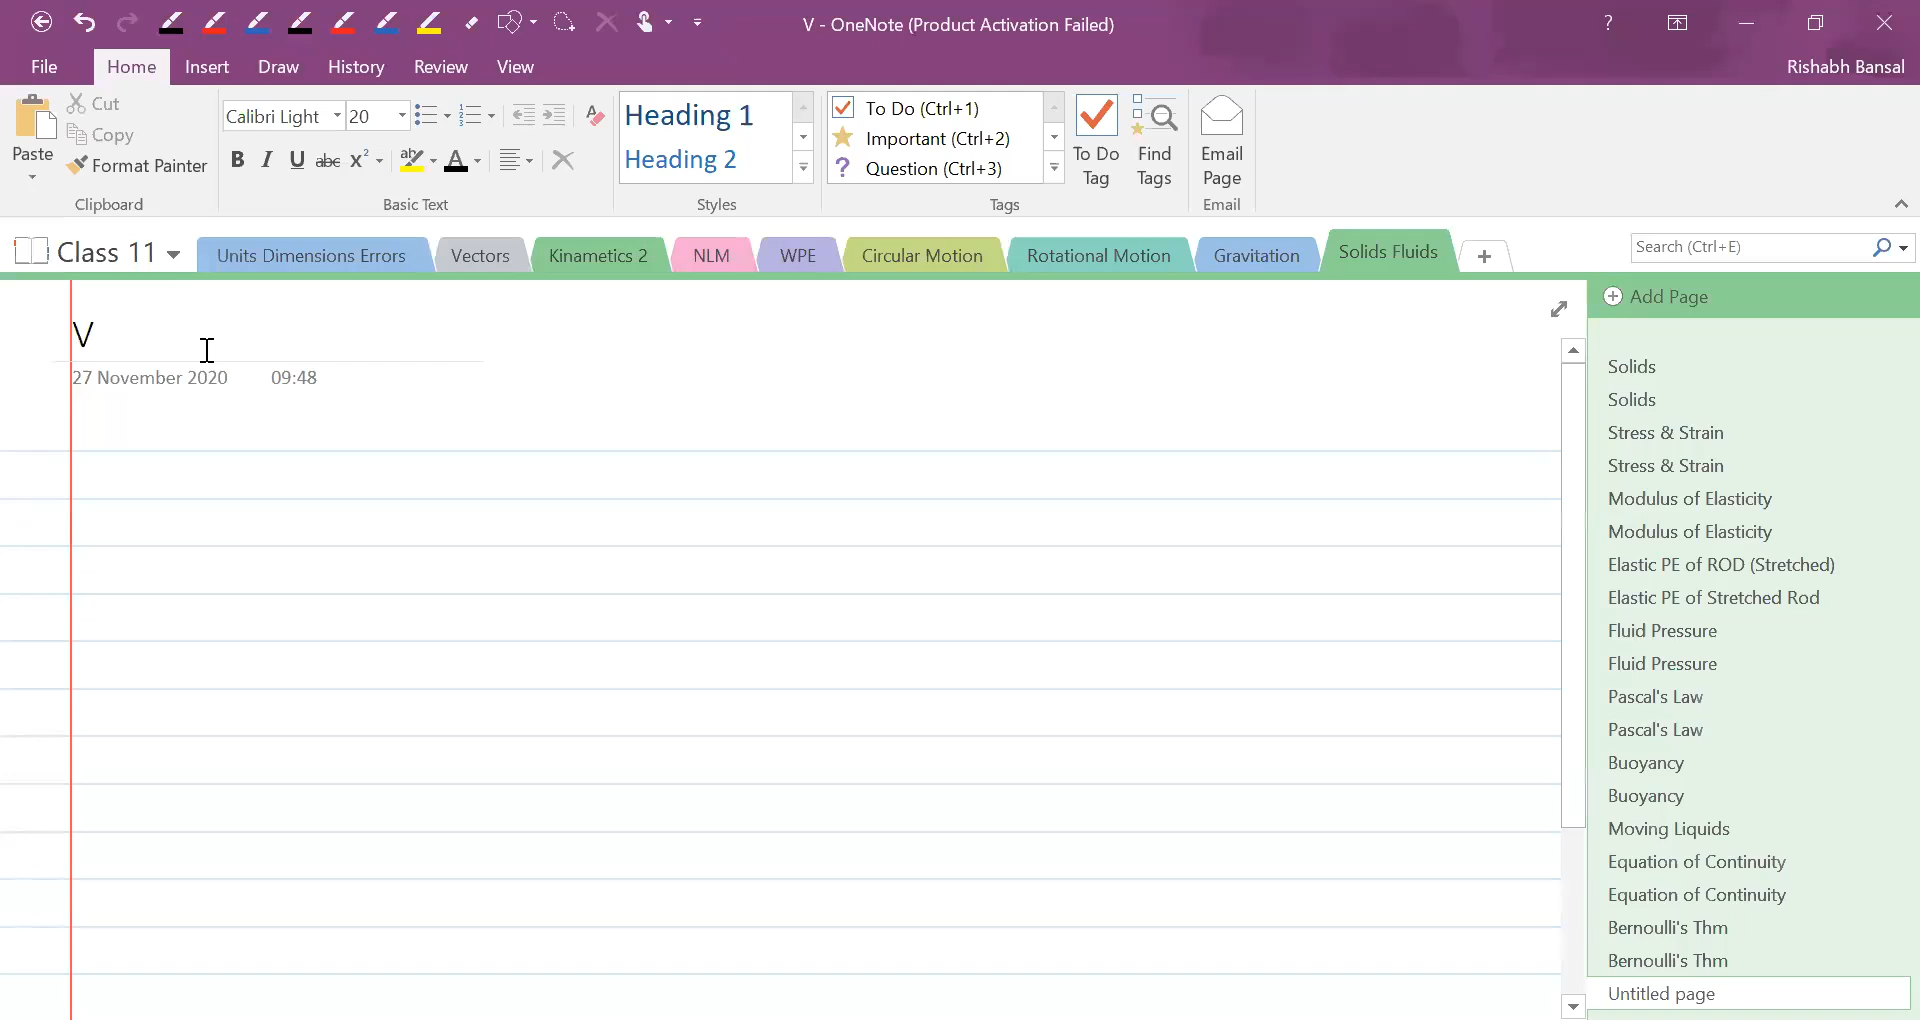 V - OneNote (Product Activation Failed)
?
File
Home
Insert
Draw
History
Review
View
Rishabh Bansal
Paste
Cut
Copy
Format Painter
Clipboard
Calibri Light
20
B I U abc x²
A
Basic Text
Heading 1
Heading 2
Styles
To Do (Ctrl+1)
Important (Ctrl+2)
Question (Ctrl+3)
Tags
To Do
Tag
Find
Tags
Email
Page
Email
Class 11
Units Dimensions Errors
Vectors
Kinametics 2
NLM
WPE
Circular Motion
Rotational Motion
Gravitation
Solids Fluids
Search (Ctrl+E)
V
27 November 2020 09:48
Add Page
Solids
Solids
Stress & Strain
Stress & Strain
Modulus of Elasticity
Modulus of Elasticity
Elastic PE of ROD (Stretched)
Elastic PE of Stretched Rod
Fluid Pressure
Fluid Pressure
Pascal's Law
Pascal's Law
Buoyancy
Buoyancy
Moving Liquids
Equation of Continuity
Equation of Continuity
Bernoulli's Thm
Bernoulli's Thm
Untitled page